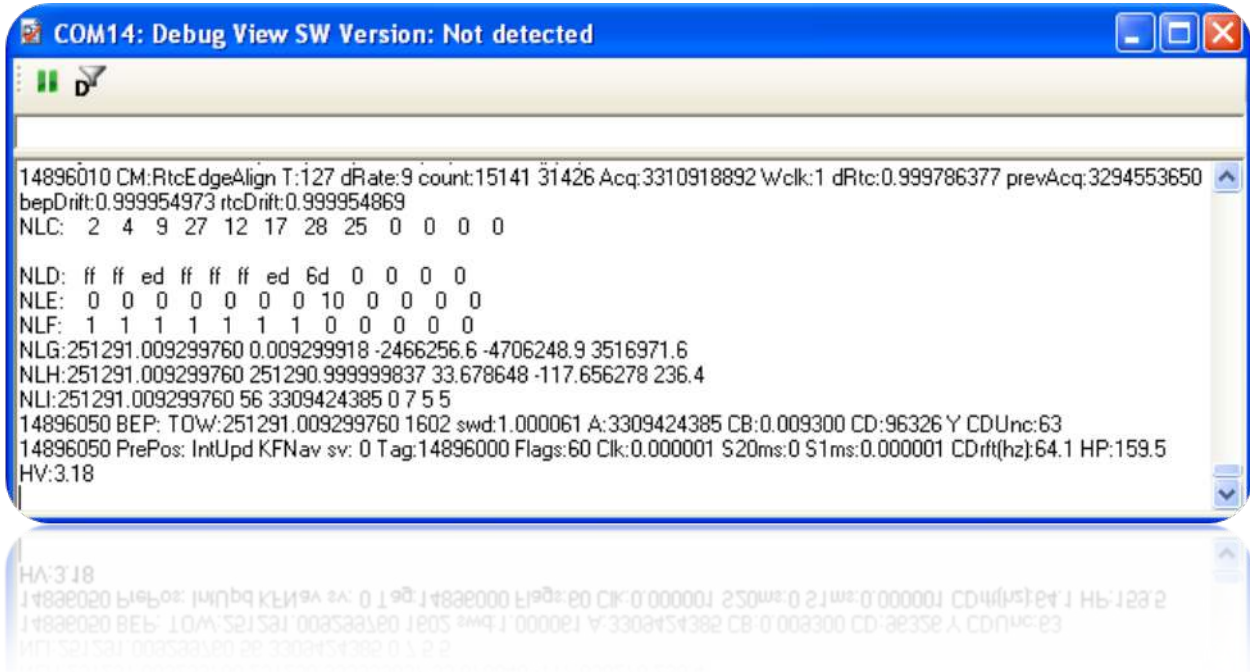 COM14: Debug View SW Version: Not detected
D
14896010 CM:RtcEdgeAlign T:127 dRate:9 count:15141 31426 Acq:3310918892 Wclk:1 dRtc:0.999786377 prevAcq:3294553650
bepDrift:0.999954973 rtcDrift:0.999954869
NLC: 2 4 9 27 12 17 28 25 0 0 0 0
NLD: ff ff ed ff ff ff ed 6d 0 0 0 0
NLE: 0 0 0 0 0 0 0 10 0 0 0 0
NLF: 1 1 1 1 1 1 1 0 0 0 0 0
NLG:251291.009299760 0.009299918 -2466256.6 -4706248.9 3516971.6
NLH:251291.009299760 251290.999999837 33.678648 -117.656278 236.4
NLI:251291.009299760 56 3309424385 0 7 5 5
14896050 BEP: TOW:251291.009299760 1602 swd:1.000061 A:3309424385 CB:0.009300 CD:96326 Y CDUnc:63
14896050 PrePos: IntUpd KFNav sv: 0 Tag:14896000 Flags:60 Clk:0.000001 S20ms:0 S1ms:0.000001 CDrft(hz):64.1 HP:159.5
HV:3.18